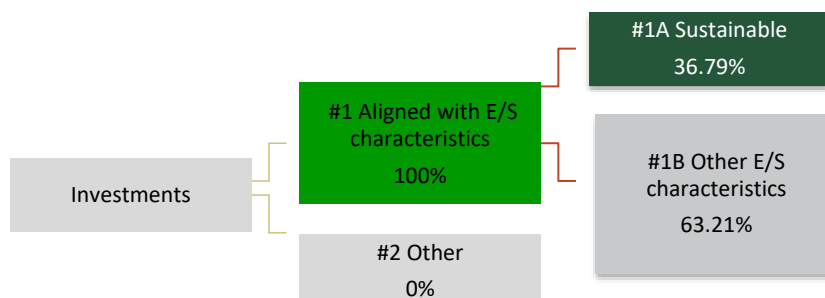 #1A Sustainable
36.79%
#1 Aligned with E/S
characteristics
100%
#1B Other E/S
characteristics
63.21%
Investments
#2 Other
0%